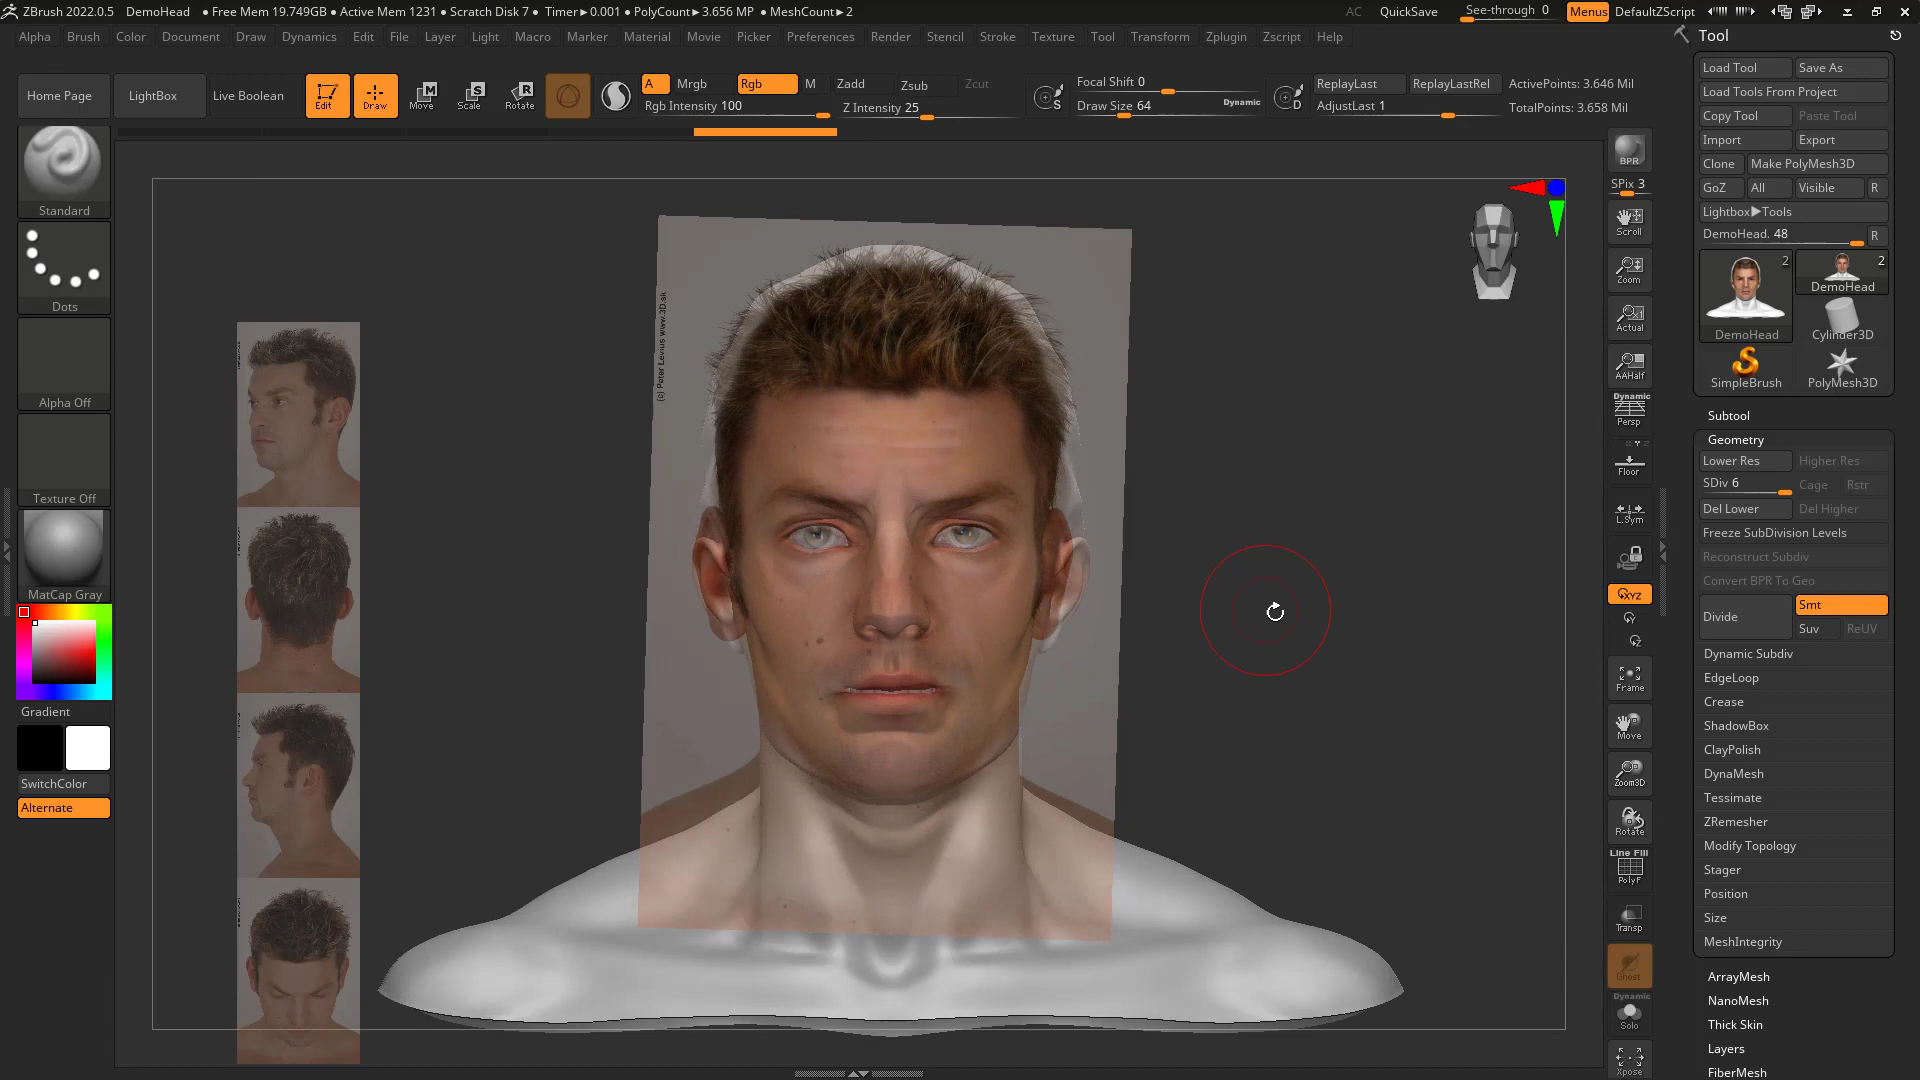 ZBrush 2022.0.5 DemoHead ● Free Mem 19.749GB ● Active Mem 1231 ● Scratch Disk 7 ● Timer►0.001 ● PolyCount►3.656 MP ● MeshCount►2 AC QuickSave See-through 0 Menus DefaultZScript
Alpha Brush Color Document Draw Dynamics Edit File Layer Light Macro Marker Material Movie Picker Preferences Render Stencil Stroke Texture Tool Transform Zplugin Zscript Help
Home Page LightBox Live Boolean Edit Draw Move Scale Rotate
A Mrgb Rgb M Zadd Zsub Zcut
Rgb Intensity 100 Z Intensity 25
Focal Shift 0
Draw Size 64 Dynamic
ReplayLast ReplayLastRel ActivePoints: 3.646 Mil
AdjustLast 1 TotalPoints: 3.658 Mil
Standard
Dots
Alpha Off
Texture Off
MatCap Gray
Gradient
SwitchColor
Alternate
(c) Peter Levius www.3D.sk
BPR
SPix 3
Scroll
Zoom
Actual
AAHalf
Dynamic
Persp
Floor
L.Sym
XYZ
Frame
Move
Zoom3D
Rotate
Line Fill
PolyF
Transp
Ghost
Dynamic
Solo
Xpose
Tool
Load Tool Save As
Load Tools From Project
Copy Tool Paste Tool
Import Export
Clone Make PolyMesh3D
GoZ All Visible R
Lightbox►Tools
DemoHead. 48 R
2 2
DemoHead
DemoHead Cylinder3D
SimpleBrush PolyMesh3D
Subtool
Geometry
Lower Res Higher Res
SDiv 6 Cage Rstr
Del Lower Del Higher
Freeze SubDivision Levels
Reconstruct Subdiv
Convert BPR To Geo
Divide Smt
Suv ReUV
Dynamic Subdiv
EdgeLoop
Crease
ShadowBox
ClayPolish
DynaMesh
Tessimate
ZRemesher
Modify Topology
Stager
Position
Size
MeshIntegrity
ArrayMesh
NanoMesh
Thick Skin
Layers
FiberMesh